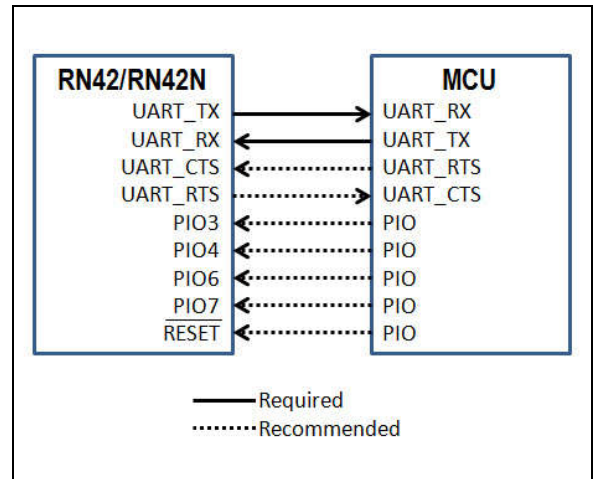 RN42/RN42N MCU
UART_TX UART_RX
UART_RX UART_TX
UART_CTS UART_RTS
UART_RTS UART_CTS
PIO3 PIO
PIO4 PIO
PIO6 PIO
PIO7 PIO
RESET PIO
Required
Recommended